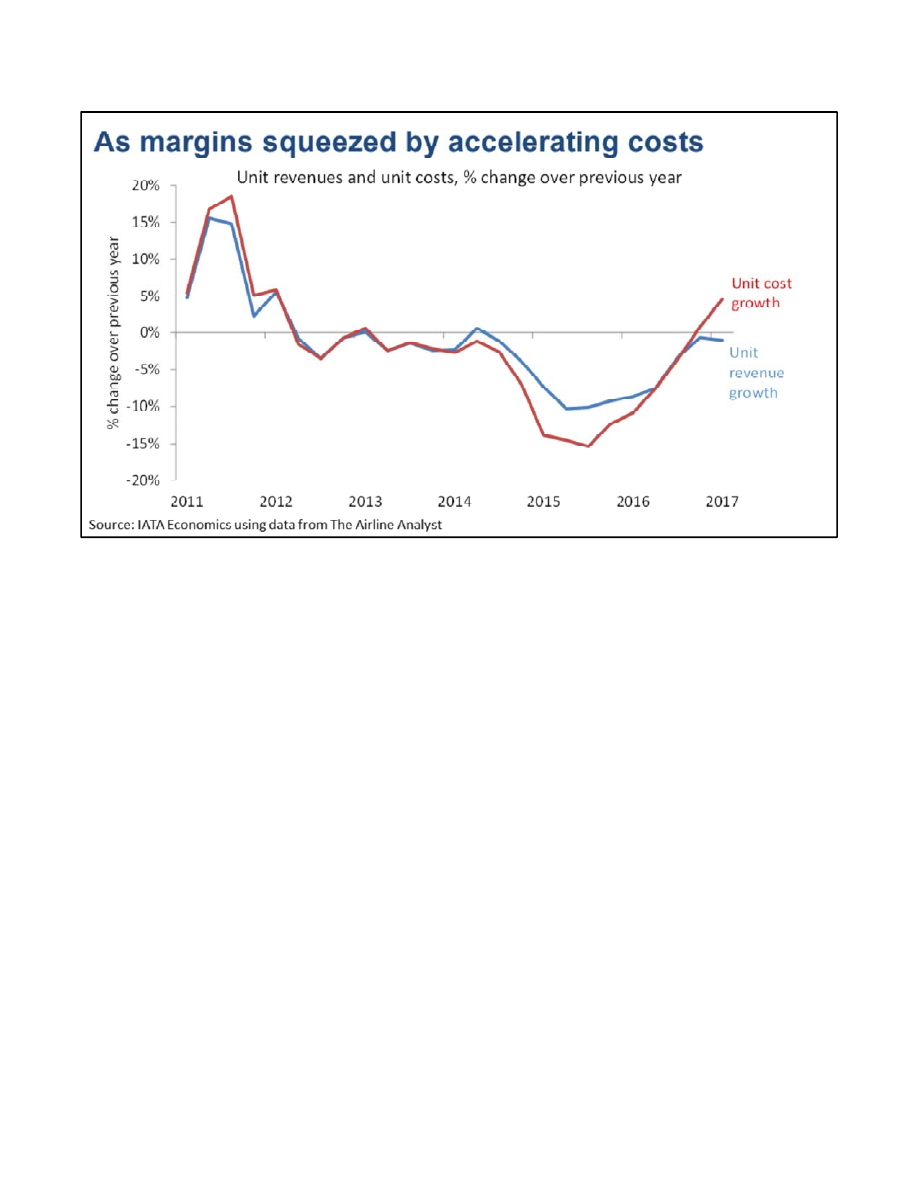 As margins squeezed by accelerating costs
Unit revenues and unit costs, % change over previous year
% change over previous year
20%
15%
10%
5%
0%
-5%
-10%
-15%
-20%
Unit cost
growth
Unit
revenue
growth
2011 2012 2013 2014 2015 2016 2017
Source: IATA Economics using data from The Airline Analyst